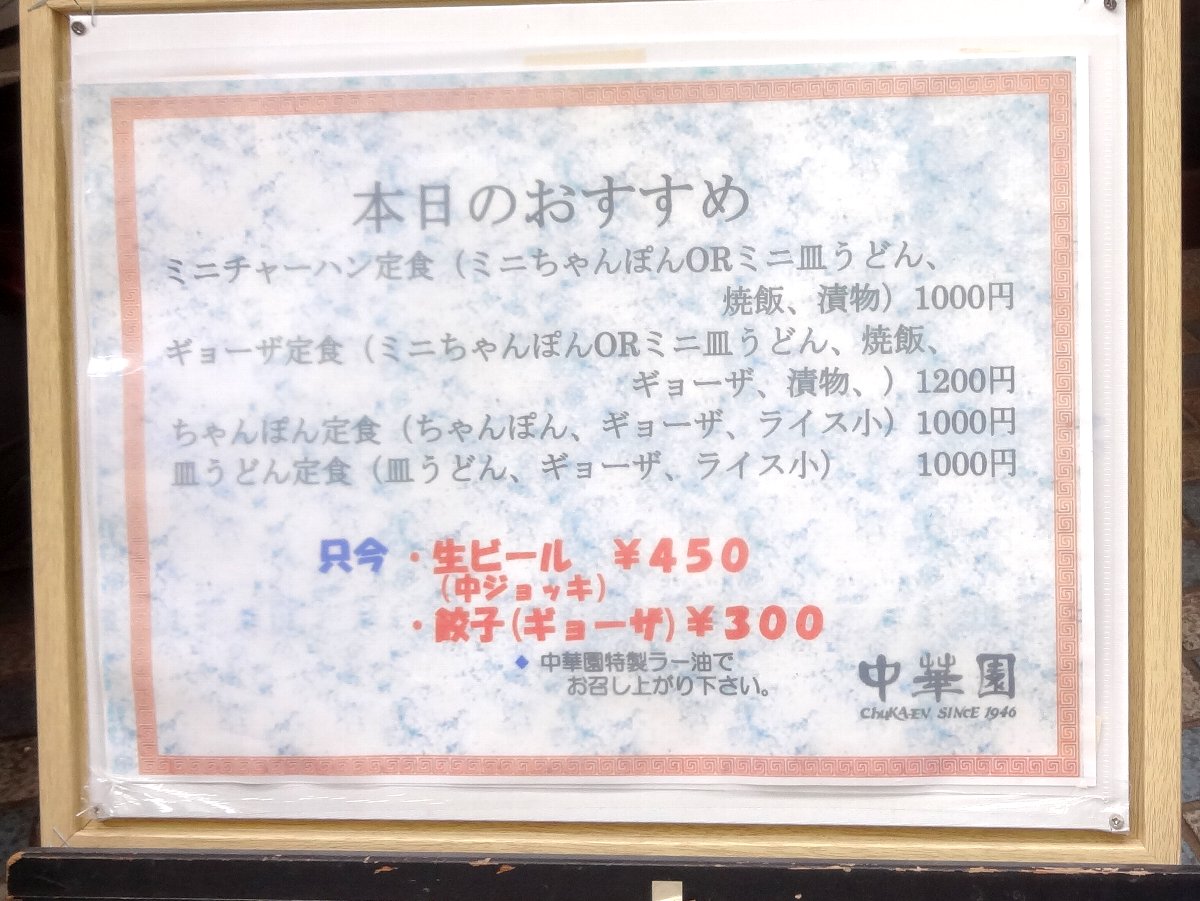 本日のおすすめ
ミニチャーハン定食（ミニちゃんぽんORミニ皿うどん、
焼飯、漬物）1000円
ギョーザ定食（ミニちゃんぽんORミニ皿うどん、焼飯、
ギョーザ、漬物、）1200円
ちゃんぽん定食（ちゃんぽん、ギョーザ、ライス小）1000円
皿うどん定食（皿うどん、ギョーザ、ライス小）　1000円
只今・生ビール　￥450
(中ジョッキ)
・餃子(ギョーザ)￥300
◆ 中華園特製ラー油で
お召し上がり下さい。
中華園
ChuKA-EN SINCE 1946